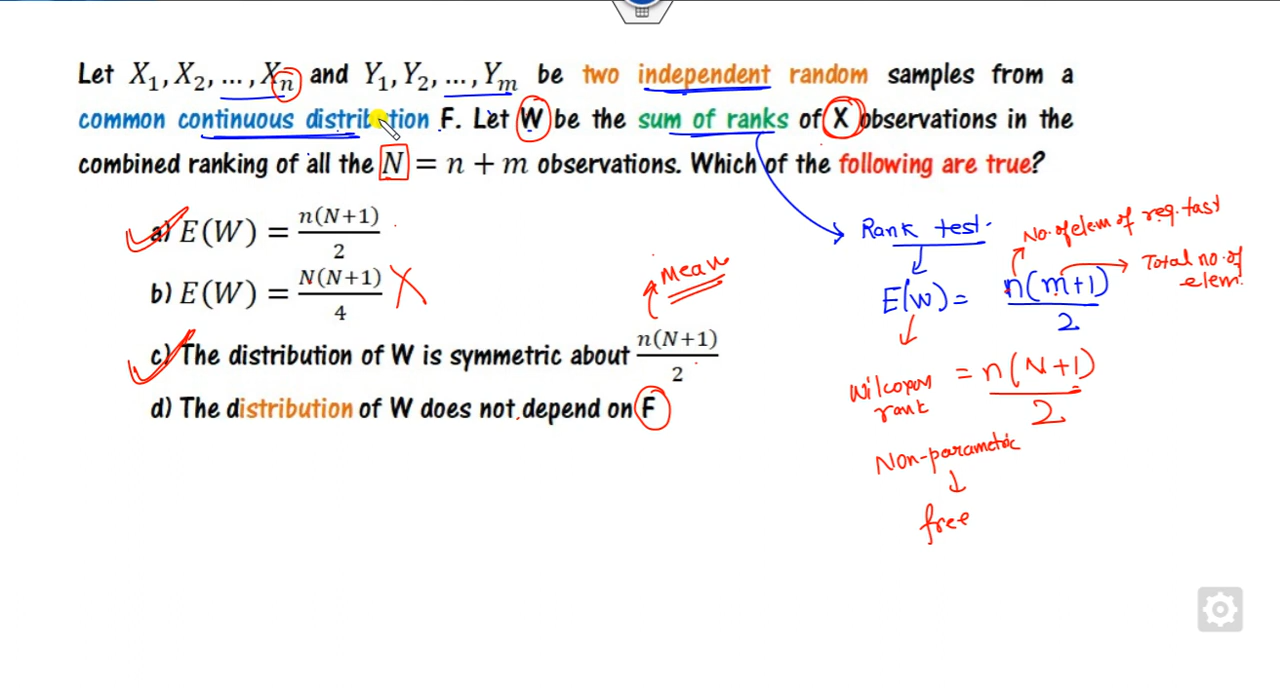 Let X₁, X₂, ..., Xₙ and Y₁, Y₂, ..., Yₘ be two independent random samples from a
common continuous distribution F. Let W be the sum of ranks of X observations in the
combined ranking of all the N = n + m observations. Which of the following are true?
a) E(W) = n(N+1)/2
b) E(W) = N(N+1)/4
c) The distribution of W is symmetric about n(N+1)/2
d) The distribution of W does not depend on F
Mean
Rank test.
No. of elem of req. tast
Total no. of
elem.
E(W) = n(m+1)/2
= n(N+1)/2
Wilcoxon
rank
Non-parametric
free